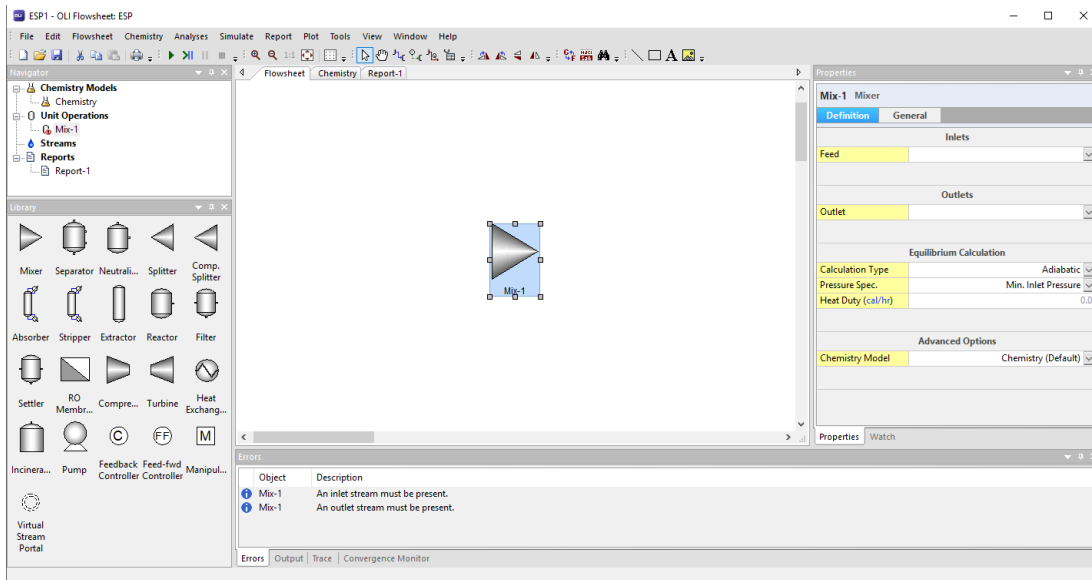 OLI ESP1 - OLI Flowsheet: ESP
File Edit Flowsheet Chemistry Analyses Simulate Report Plot Tools View Window Help
1:1 A
Navigator
Chemistry Models
Chemistry
Unit Operations
Mix-1
Streams
Reports
Report-1
Library
Mixer Separator Neutrali... Splitter Comp. Splitter
Absorber Stripper Extractor Reactor Filter
Settler RO Membr... Compre... Turbine Heat Exchang...
C FF M
Incinera... Pump Feedback Controller Feed-fwd Controller Manipul...
Virtual Stream Portal
Flowsheet Chemistry Report-1
Mix-1
Errors
Object Description
Mix-1 An inlet stream must be present.
Mix-1 An outlet stream must be present.
Errors Output Trace Convergence Monitor
Properties
Mix-1 Mixer
Definition General
Inlets
Feed
Outlets
Outlet
Equilibrium Calculation
Calculation Type Adiabatic
Pressure Spec. Min. Inlet Pressure
Heat Duty (cal/hr) 0.0
Advanced Options
Chemistry Model Chemistry (Default)
Properties Watch